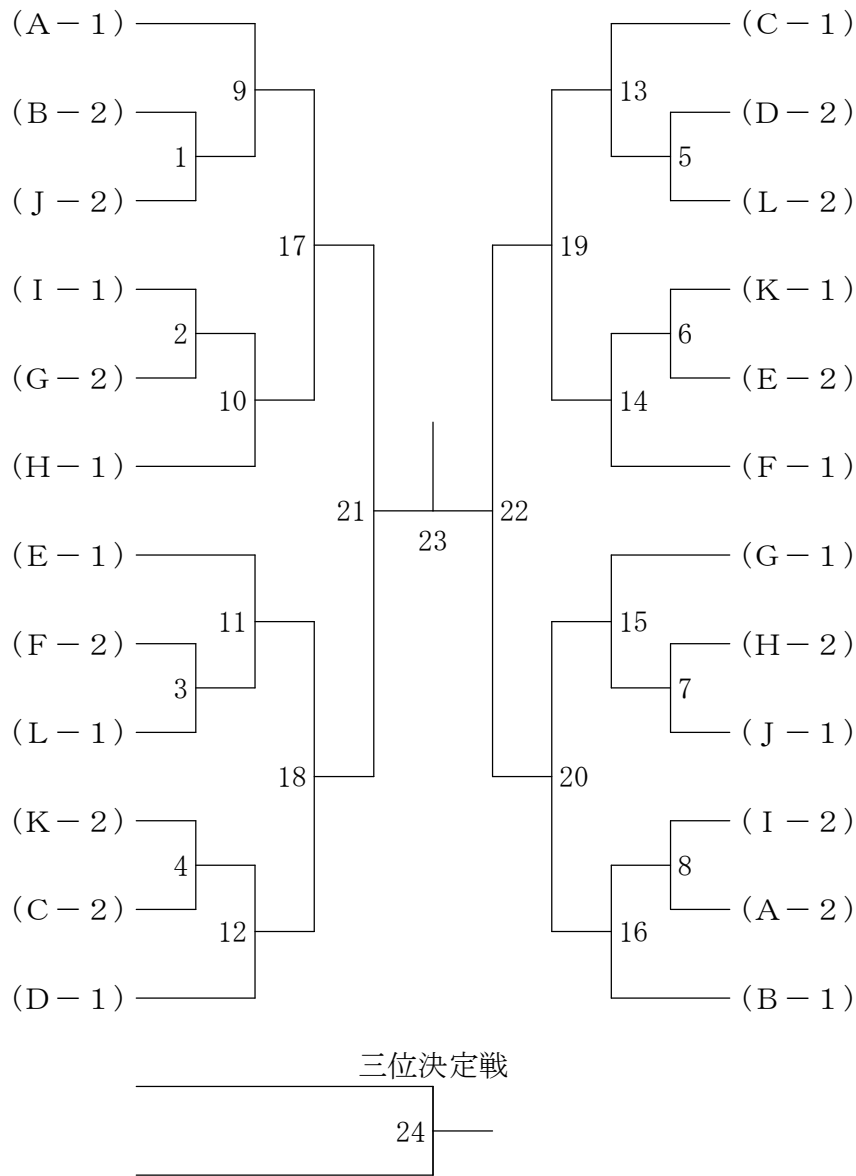 (A－1)
(C－1)
9
13
(B－2)
(D－2)
1
5
(J－2)
(L－2)
17
19
(I－1)
(K－1)
2
6
(G－2)
(E－2)
10
14
(H－1)
(F－1)
21
22
23
(E－1)
(G－1)
11
15
(F－2)
(H－2)
3
7
(L－1)
(J－1)
18
20
(K－2)
(I－2)
4
8
(C－2)
(A－2)
12
16
(D－1)
(B－1)
三位決定戦
24